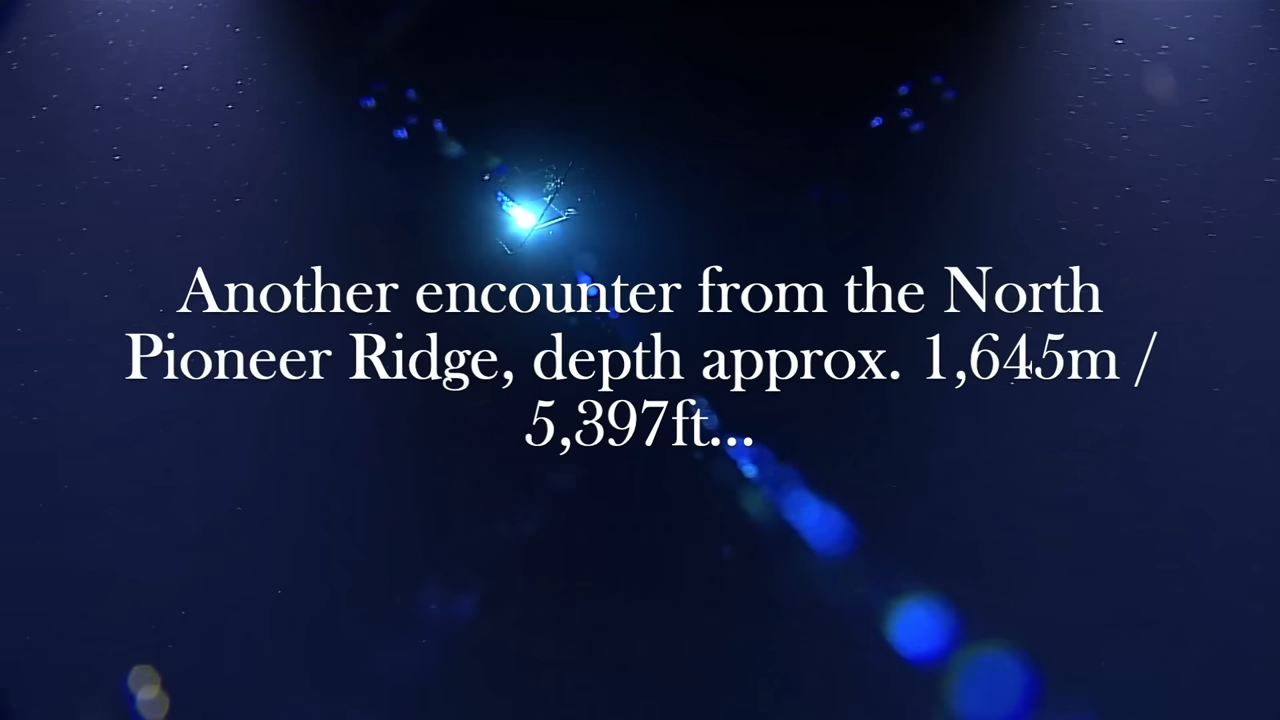 Another encounter from the North
Pioneer Ridge, depth approx. 1,645m /
5,397ft...